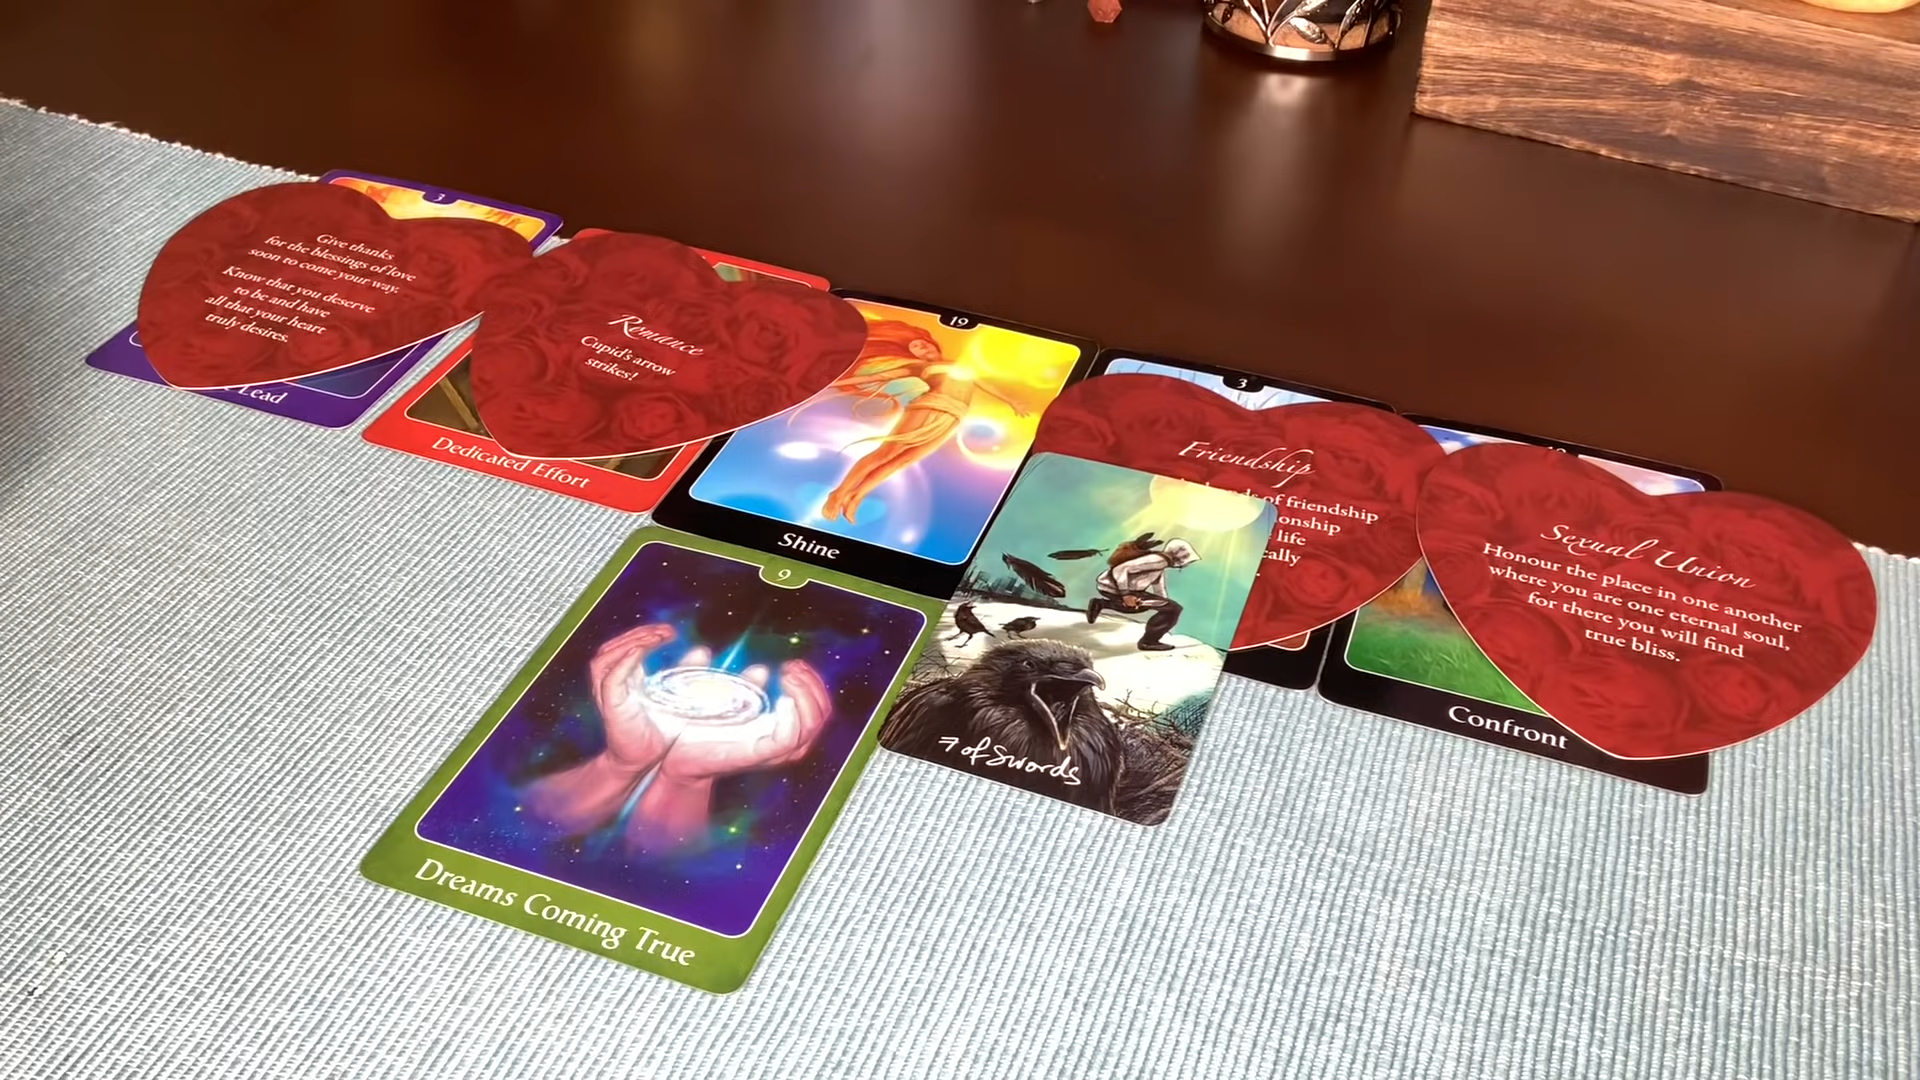 3
Give thanks
for the blessings of love
soon to come your way.
Know that you deserve
to be and have
all that your heart
truly desires.
Lead
Romance
Cupid's arrow
strikes!
Dedicated Effort
19
Shine
3
Friendship
of friendship
life
Sexual Union
Honour the place in one another
where you are one eternal soul,
for there you will find
true bliss.
Confront
7 of Swords
9
Dreams Coming True